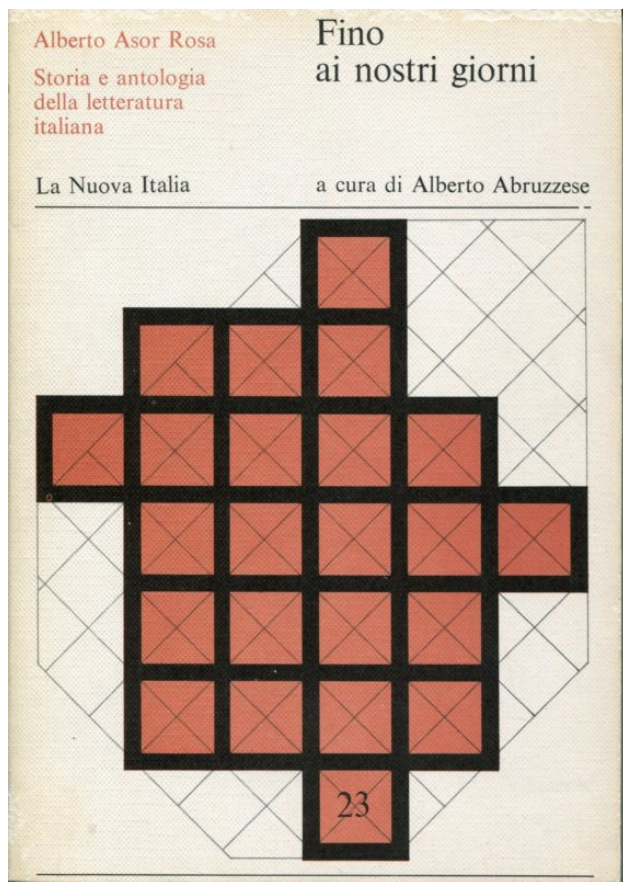 Alberto Asor Rosa
Storia e antologia
della letteratura
italiana
Fino
ai nostri giorni
La Nuova Italia
a cura di Alberto Abruzzese
23